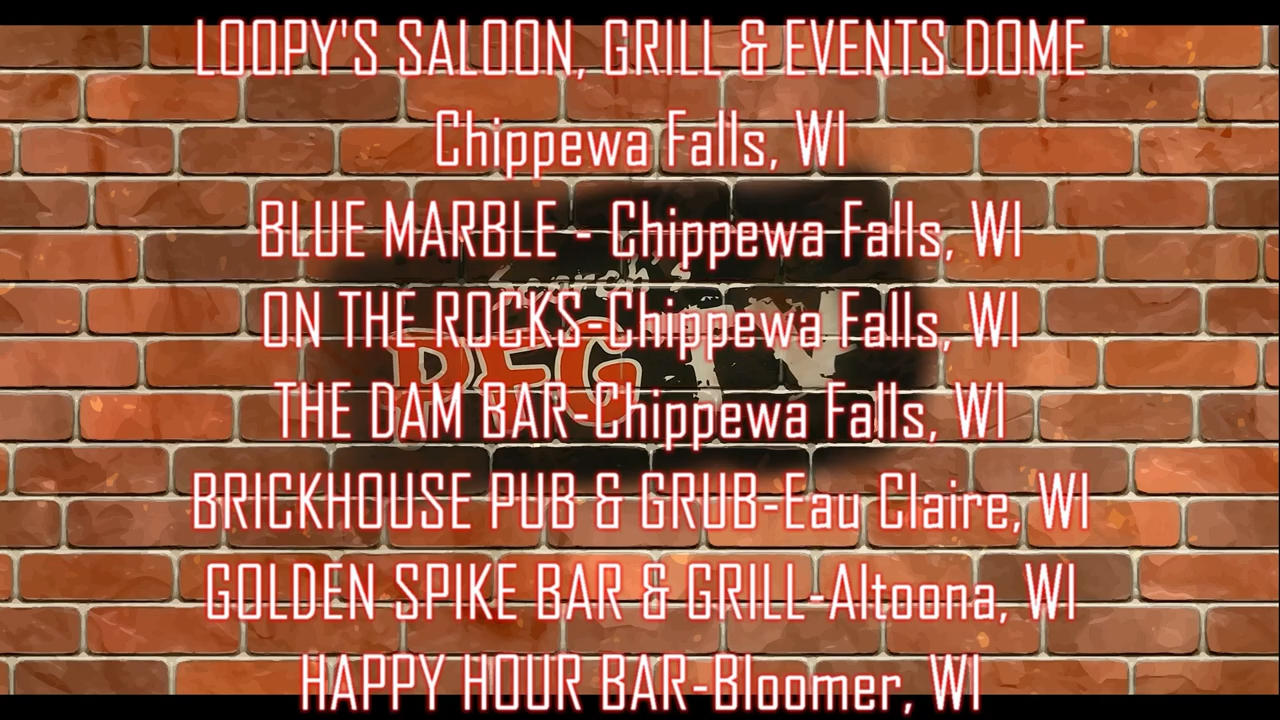 LOOPY'S SALOON, GRILL & EVENTS DOME
Chippewa Falls, WI
BLUE MARBLE - Chippewa Falls, WI
ON THE ROCKS-Chippewa Falls, WI
THE DAM BAR-Chippewa Falls, WI
BRICKHOUSE PUB & GRUB-Eau Claire, WI
GOLDEN SPIKE BAR & GRILL-Altoona, WI
HAPPY HOUR BAR-Bloomer, WI
TV